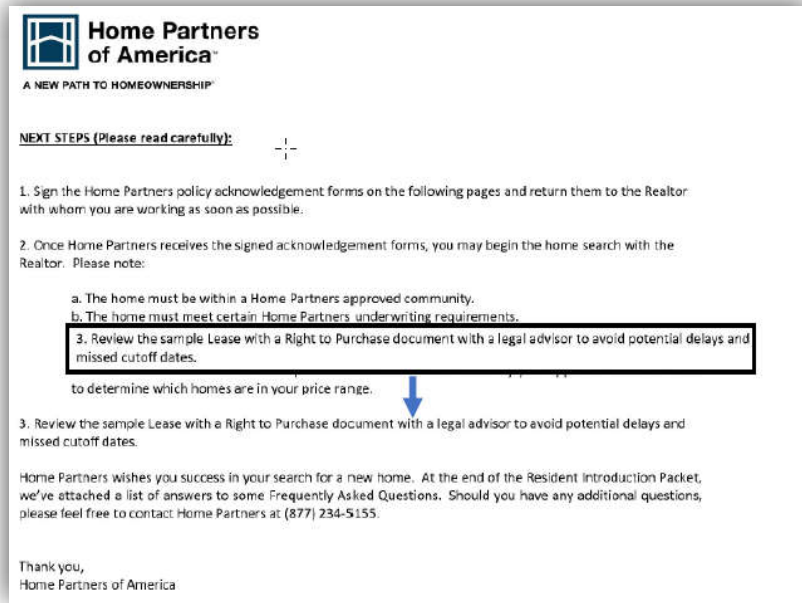 Home Partners
of America™
A NEW PATH TO HOMEOWNERSHIP®
NEXT STEPS (Please read carefully):
1. Sign the Home Partners policy acknowledgement forms on the following pages and return them to the Realtor
with whom you are working as soon as possible.
2. Once Home Partners receives the signed acknowledgement forms, you may begin the home search with the
Realtor. Please note:
a. The home must be within a Home Partners approved community.
b. The home must meet certain Home Partners underwriting requirements.
3. Review the sample Lease with a Right to Purchase document with a legal advisor to avoid potential delays and
missed cutoff dates.
to determine which homes are in your price range.
3. Review the sample Lease with a Right to Purchase document with a legal advisor to avoid potential delays and
missed cutoff dates.
Home Partners wishes you success in your search for a new home. At the end of the Resident Introduction Packet,
we've attached a list of answers to some Frequently Asked Questions. Should you have any additional questions,
please feel free to contact Home Partners at (877) 234-5155.
Thank you,
Home Partners of America